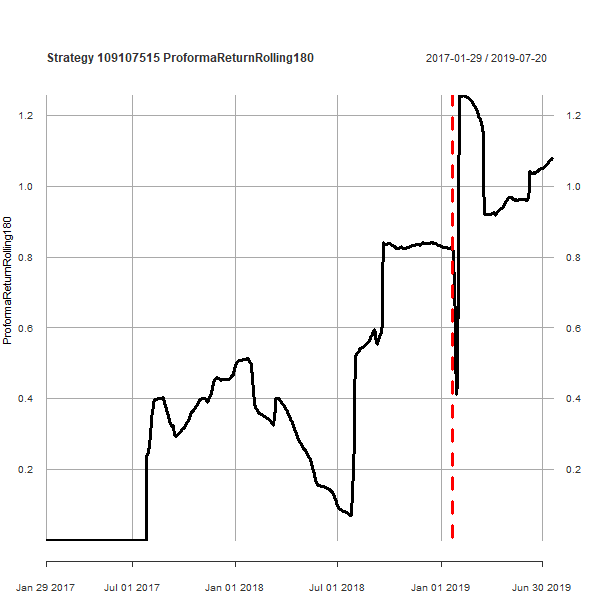 Strategy 109107515 ProformaReturnRolling180 2017-01-29 / 2019-07-20
1.2 1.2
1.0 1.0
0.8 0.8
0.6 0.6
0.4 0.4
0.2 0.2
ProformaReturnRolling180
Jan 29 2017 Jul 01 2017 Jan 01 2018 Jul 01 2018 Jan 01 2019 Jun 30 2019